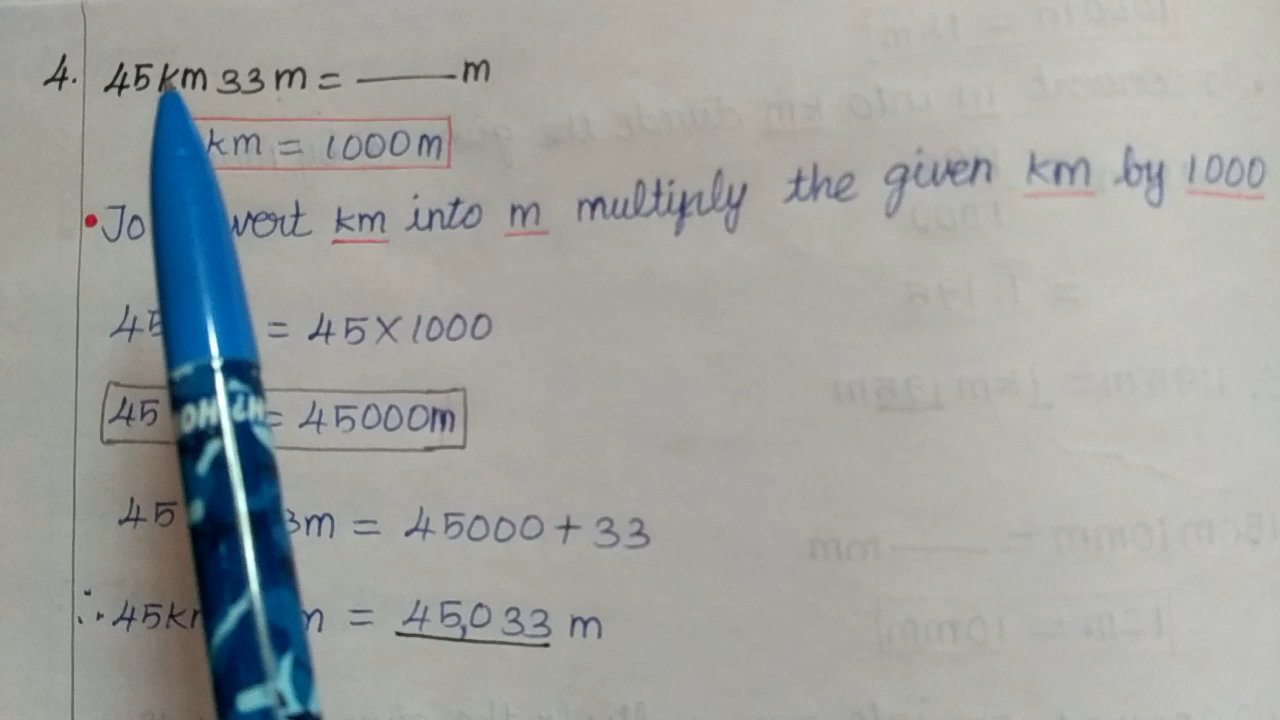 4. 45km 33m = ——— m
km = 1000m
• To vert km into m multiply the given km by 1000
45 = 45 × 1000
45 = 45000m
45 3m = 45000 + 33
∴ 45k m = 45,033 m